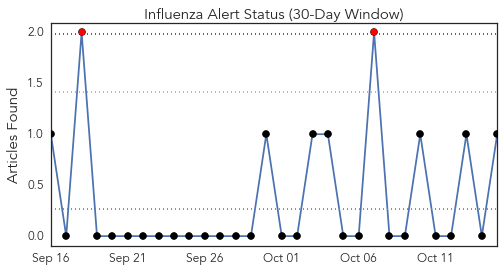 Influenza Alert Status (30-Day Window)
Articles Found
2.0
1.5
1.0
0.5
0.0
Sep 16 Sep 21 Sep 26 Oct 01 Oct 06 Oct 11